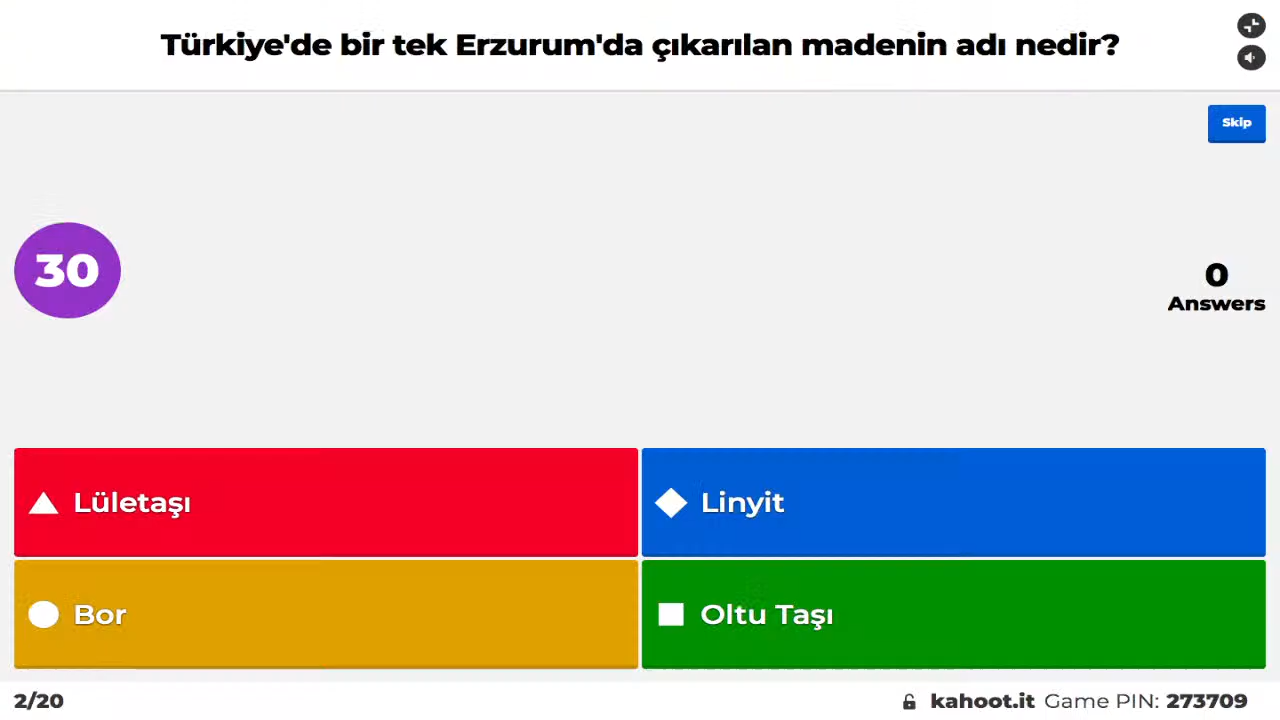 Türkiye'de bir tek Erzurum'da çıkarılan madenin adı nedir?
Skip
30
0
Answers
Lületaşı
Linyit
Bor
Oltu Taşı
2/20
kahoot.it Game PIN: 273709